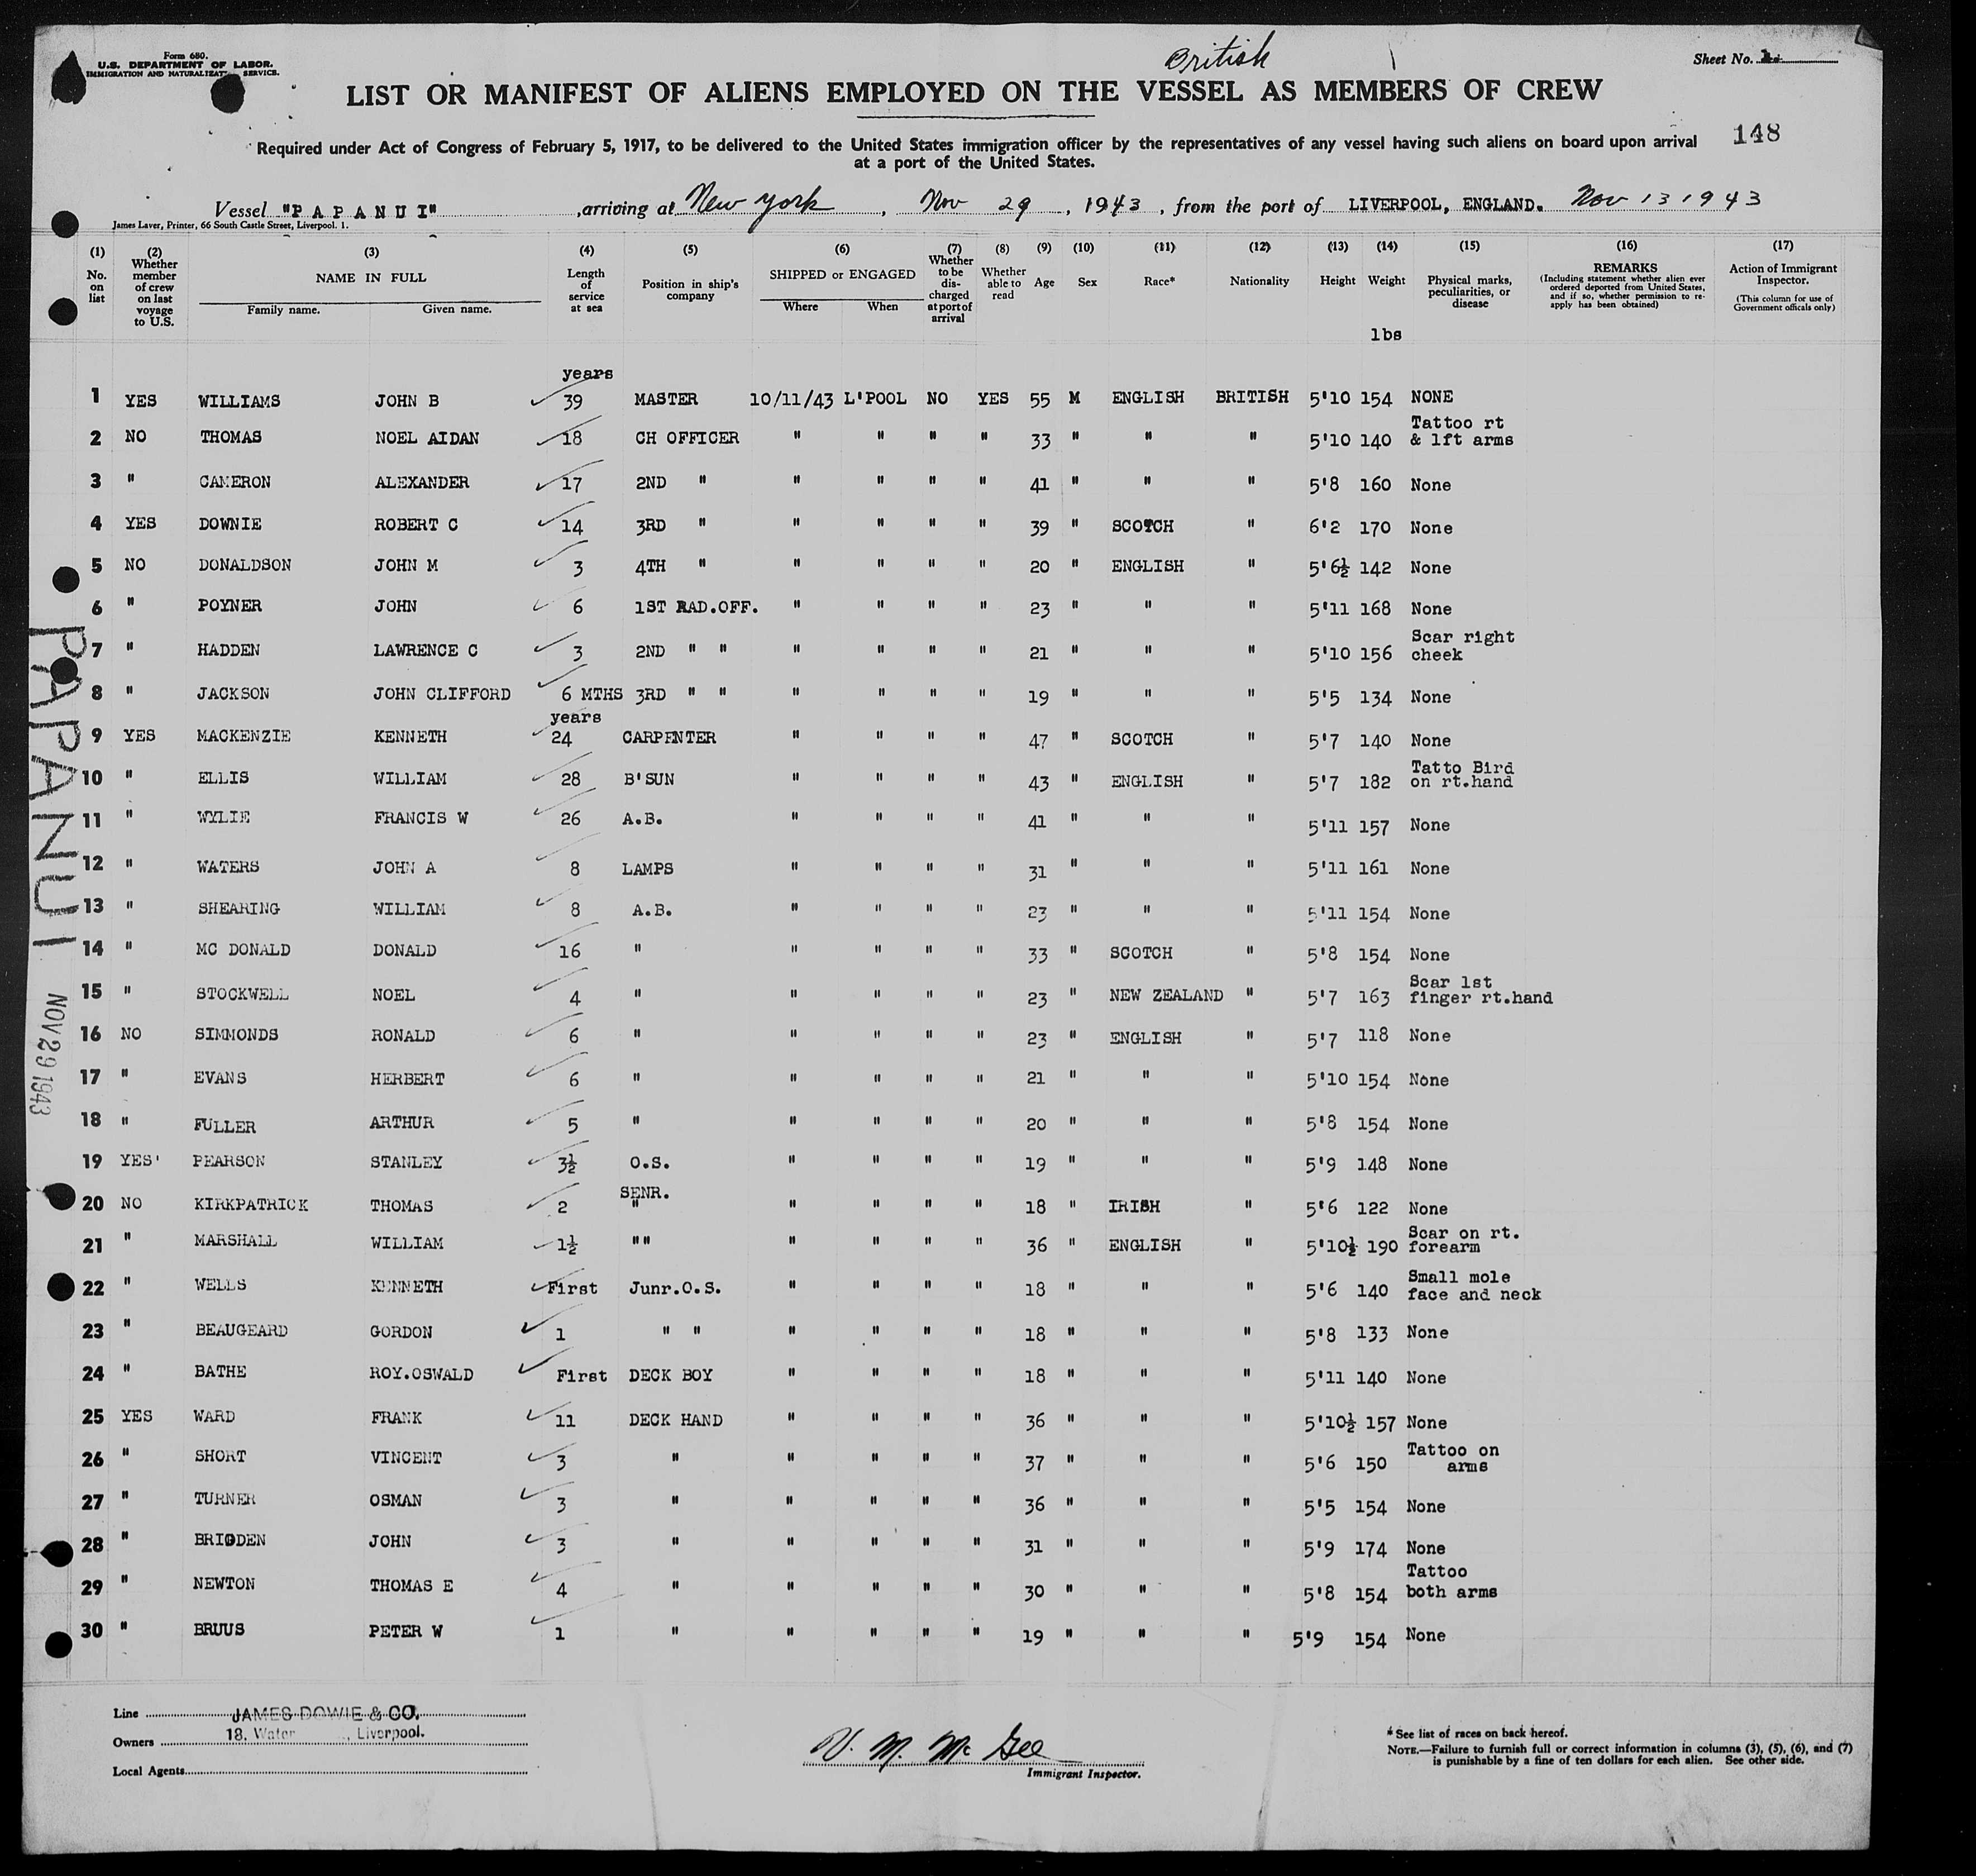 Form 680.
U.S. DEPARTMENT OF LABOR.
IMMIGRATION AND NATURALIZAT SERVICE.
British
Sheet No.
LIST OR MANIFEST OF ALIENS EMPLOYED ON THE VESSEL AS MEMBERS OF CREW
148
Required under Act of Congress of February 5, 1917, to be delivered to the United States immigration officer by the representatives of any vessel having such aliens on board upon arrival
at a port of the United States.
Vessel "PAPANUI" , arriving at New York , Nov 29 , 1943 , from the port of LIVERPOOL, ENGLAND. Nov 13 1943
James Laver, Printer, 66 South Castle Street, Liverpool. 1.
(1) No. on list
(2) Whether member of crew on last voyage to U.S.
(3) NAME IN FULL Family name. Given name.
(4) Length of service at sea
(5) Position in ship's company
(6) SHIPPED or ENGAGED Where When
(7) Whether to be discharged at port of arrival
(8) Whether able to read
(9) Age
(10) Sex
(11) Race*
(12) Nationality
(13) Height
(14) Weight lbs
(15) Physical marks, peculiarities, or disease
(16) REMARKS (Including statement whether alien ever ordered deported from United States, and if so, whether permission to re-apply has been obtained)
(17) Action of Immigrant Inspector. (This column for use of Government officals only)
years
1 YES WILLIAMS JOHN B 39 MASTER 10/11/43 L'POOL NO YES 55 M ENGLISH BRITISH 5'10 154 NONE
2 NO THOMAS NOEL AIDAN 18 CH OFFICER " " " " 33 " " " 5'10 140 Tattoo rt & lft arms
3 " CAMERON ALEXANDER 17 2ND " " " " " 41 " " " 5'8 160 None
4 YES DOWNIE ROBERT C 14 3RD " " " " " 39 " SCOTCH " 6'2 170 None
5 NO DONALDSON JOHN M 3 4TH " " " " " 20 " ENGLISH " 5'6½ 142 None
6 " POYNER JOHN 6 1ST RAD.OFF. " " " " 23 " " " 5'11 168 None
7 " HADDEN LAWRENCE C 3 2ND " " " " " " 21 " " " 5'10 156 Scar right cheek
8 " JACKSON JOHN CLIFFORD 6 MTHS 3RD " " " " " " 19 " " " 5'5 134 None
years
9 YES MACKENZIE KENNETH 24 CARPENTER " " " " 47 " SCOTCH " 5'7 140 None
10 " ELLIS WILLIAM 28 B'SUN " " " " 43 " ENGLISH " 5'7 182 Tatto Bird on rt.hand
11 " WYLIE FRANCIS W 26 A.B. " " " " 41 " " " 5'11 157 None
12 " WATERS JOHN A 8 LAMPS " " " " 31 " " " 5'11 161 None
13 " SHEARING WILLIAM 8 A.B. " " " " 23 " " " 5'11 154 None
14 " MC DONALD DONALD 16 " " " " " 33 " SCOTCH " 5'8 154 None
15 " STOCKWELL NOEL 4 " " " " " 23 " NEW ZEALAND " 5'7 163 Scar 1st finger rt.hand
16 NO SIMMONDS RONALD 6 " " " " " 23 " ENGLISH " 5'7 118 None
17 " EVANS HERBERT 6 " " " " " 21 " " " 5'10 154 None
18 " FULLER ARTHUR 5 " " " " " 20 " " " 5'8 154 None
19 YES' PEARSON STANLEY 3½ O.S. " " " " 19 " " " 5'9 148 None
20 NO KIRKPATRICK THOMAS 2 SENR. " " " " " 18 " IRISH " 5'6 122 None
21 " MARSHALL WILLIAM 1½ "" " " " " 36 " ENGLISH " 5'10½ 190 Scar on rt. forearm
22 " WELLS KENNETH First Junr.O.S. " " " " 18 " " " 5'6 140 Small mole face and neck
23 " BEAUGEARD GORDON 1 " " " " " " 18 " " " 5'8 133 None
24 " BATHE ROY.OSWALD First DECK BOY " " " " 18 " " " 5'11 140 None
25 YES WARD FRANK 11 DECK HAND " " " " 36 " " " 5'10½ 157 None
26 " SHORT VINCENT 3 " " " " " 37 " " " 5'6 150 Tattoo on arms
27 " TURNER OSMAN 3 " " " " " 36 " " " 5'5 154 None
28 " BRIGDEN JOHN 3 " " " " " 31 " " " 5'9 174 None
29 " NEWTON THOMAS E 4 " " " " " 30 " " " 5'8 154 Tattoo both arms
30 " BRUUS PETER W 1 " " " " " 19 " " " 5'9 154 None
PAPANUI
NOV 29 1943
Line JAMES DOWIE & CO.
Owners 18, Water , Liverpool.
Local Agents
V. M. McGee
Immigrant Inspector.
* See list of races on back hereof.
NOTE.—Failure to furnish full or correct information in columns (3), (5), (6), and (7)
is punishable by a fine of ten dollars for each alien. See other side.